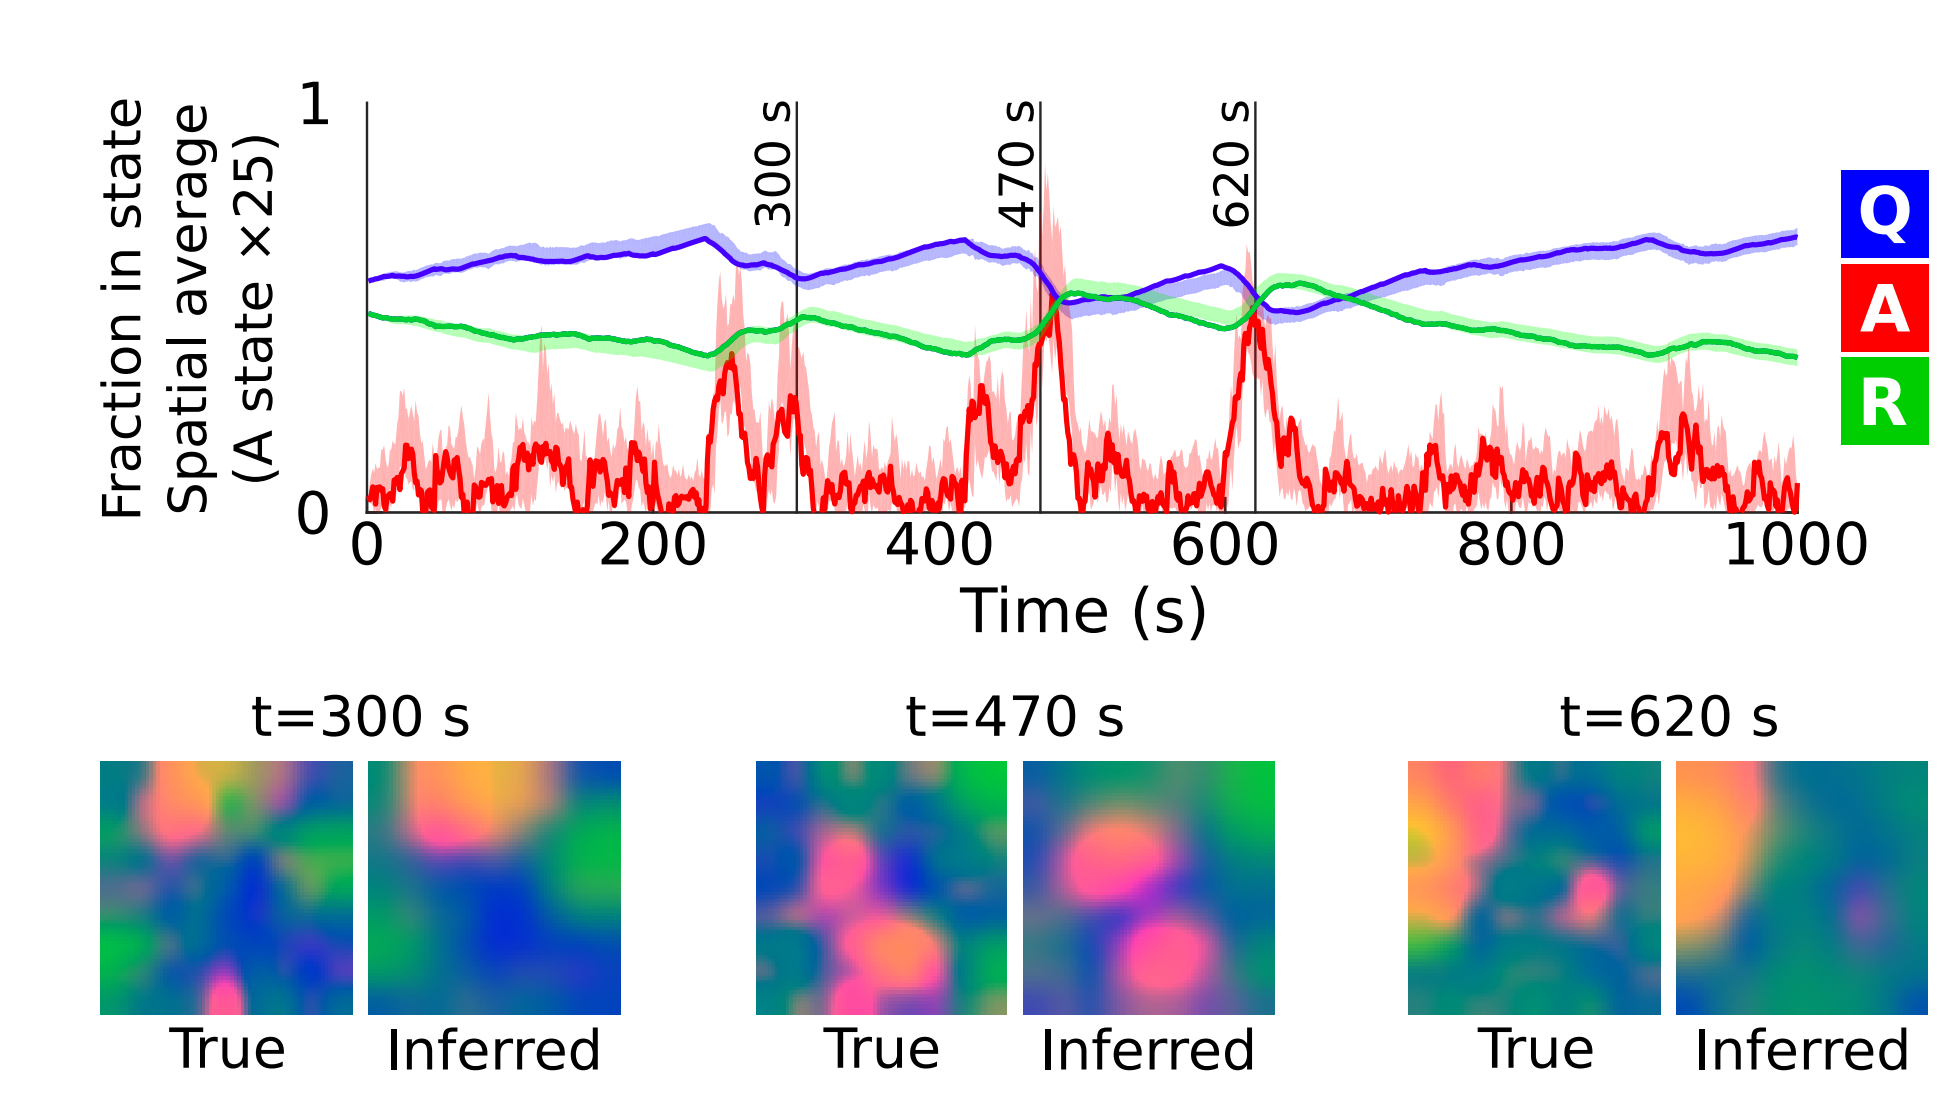 Fraction in state
Spatial average
(A state ×25)
1
0
300 s
470 s
620 s
Q
A
R
0 200 400 600 800 1000
Time (s)
t=300 s t=470 s t=620 s
True Inferred True Inferred True Inferred